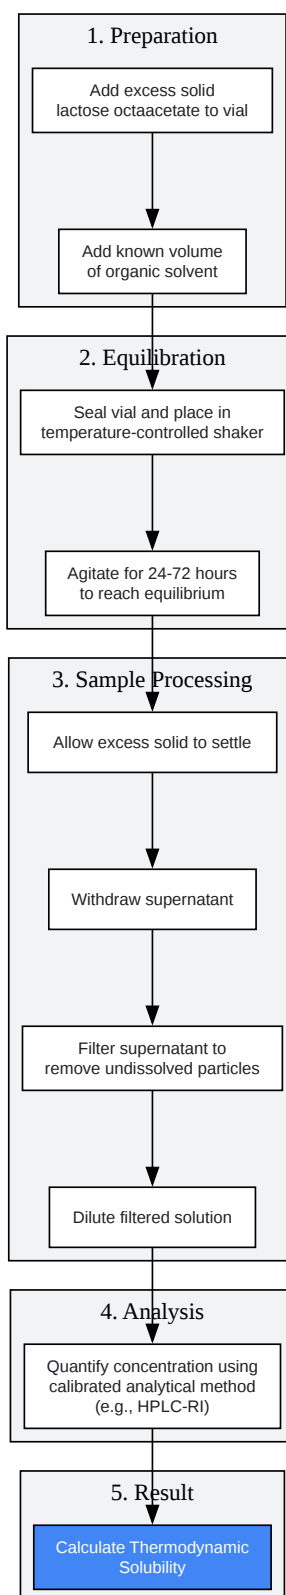 1. Preparation
Add excess solid
lactose octaacetate to vial
Add known volume
of organic solvent
2. Equilibration
Seal vial and place in
temperature-controlled shaker
Agitate for 24-72 hours
to reach equilibrium
3. Sample Processing
Allow excess solid to settle
Withdraw supernatant
Filter supernatant to
remove undissolved particles
Dilute filtered solution
4. Analysis
Quantify concentration using
calibrated analytical method
(e.g., HPLC-RI)
5. Result
Calculate Thermodynamic
Solubility